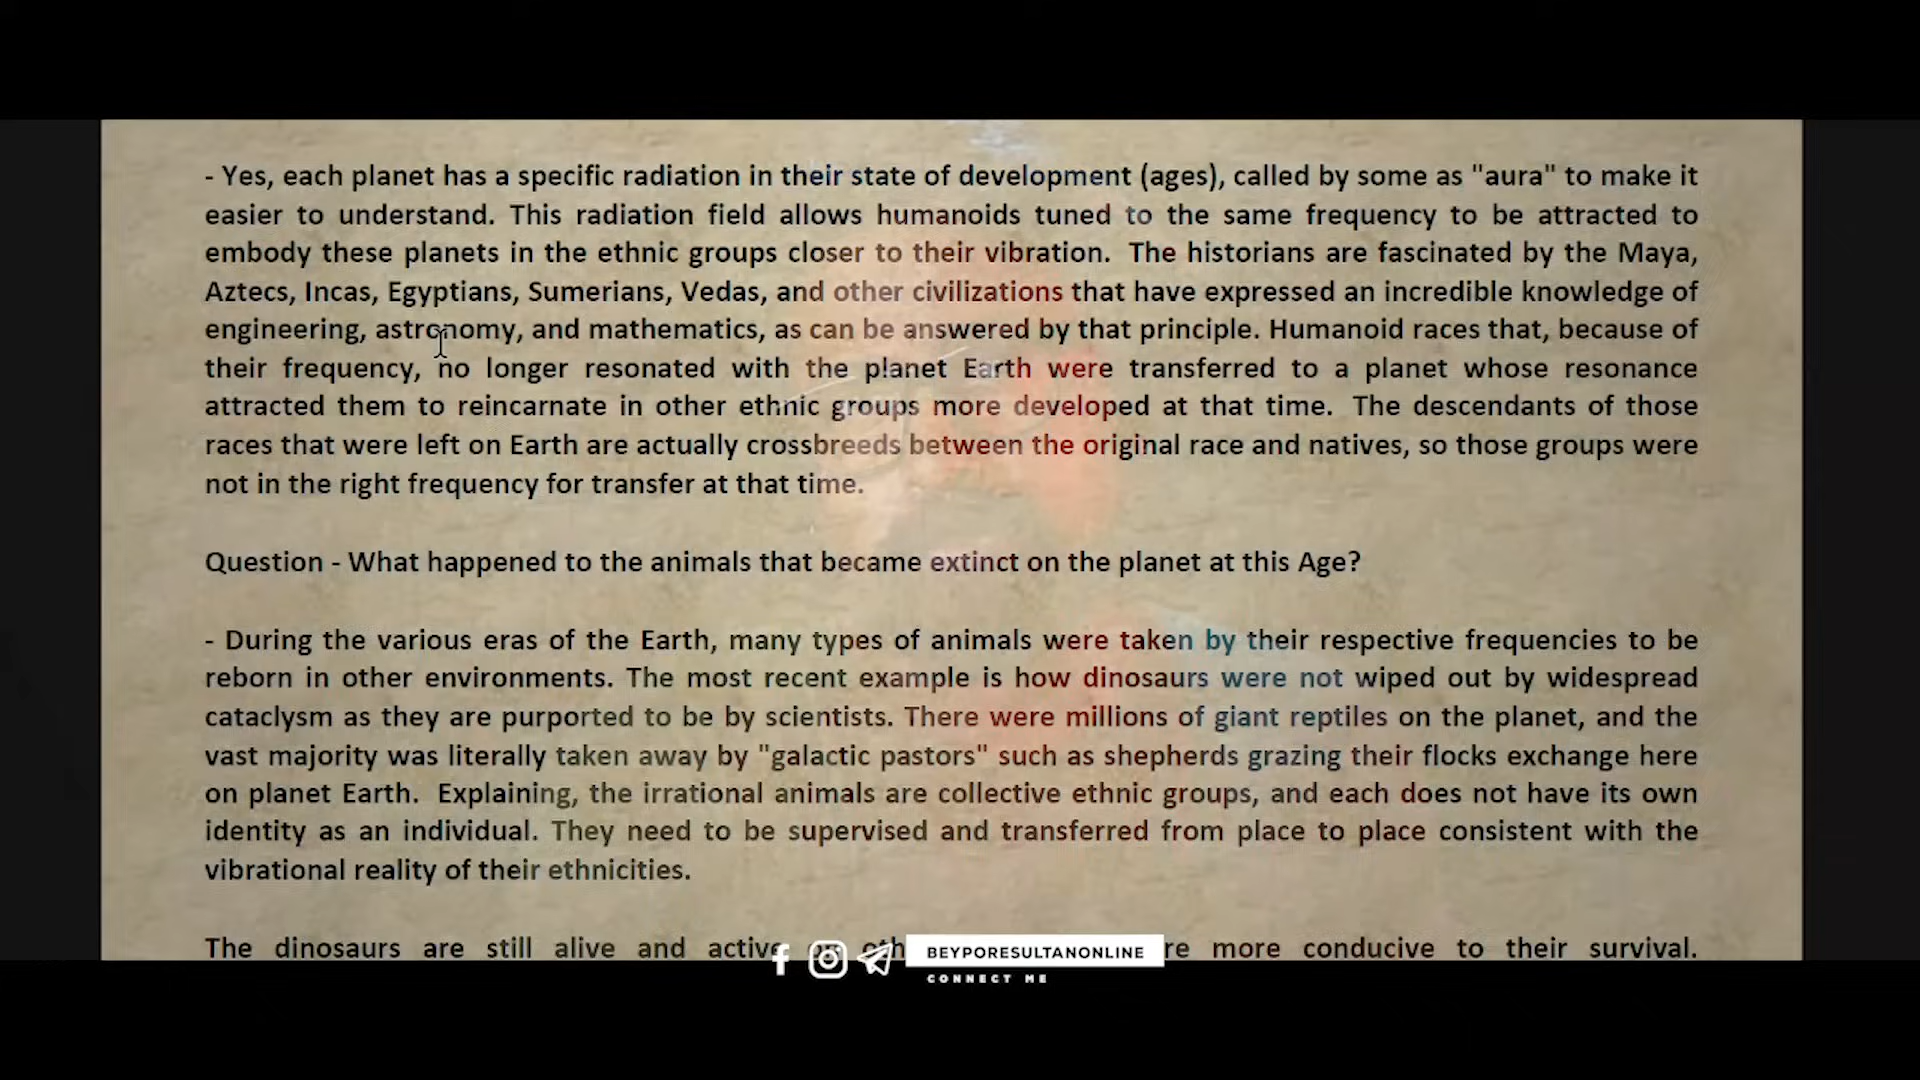 - Yes, each planet has a specific radiation in their state of development (ages), called by some as "aura" to make it
easier to understand. This radiation field allows humanoids tuned to the same frequency to be attracted to
embody these planets in the ethnic groups closer to their vibration. The historians are fascinated by the Maya,
Aztecs, Incas, Egyptians, Sumerians, Vedas, and other civilizations that have expressed an incredible knowledge of
engineering, astronomy, and mathematics, as can be answered by that principle. Humanoid races that, because of
their frequency, no longer resonated with the planet Earth were transferred to a planet whose resonance
attracted them to reincarnate in other ethnic groups more developed at that time. The descendants of those
races that were left on Earth are actually crossbreeds between the original race and natives, so those groups were
not in the right frequency for transfer at that time.
Question - What happened to the animals that became extinct on the planet at this Age?
- During the various eras of the Earth, many types of animals were taken by their respective frequencies to be
reborn in other environments. The most recent example is how dinosaurs were not wiped out by widespread
cataclysm as they are purported to be by scientists. There were millions of giant reptiles on the planet, and the
vast majority was literally taken away by "galactic pastors" such as shepherds grazing their flocks exchange here
on planet Earth. Explaining, the irrational animals are collective ethnic groups, and each does not have its own
identity as an individual. They need to be supervised and transferred from place to place consistent with the
vibrational reality of their ethnicities.
The dinosaurs are still alive and active more conducive to their survival.
BEYPORESULTANONLINE
CONNECT ME